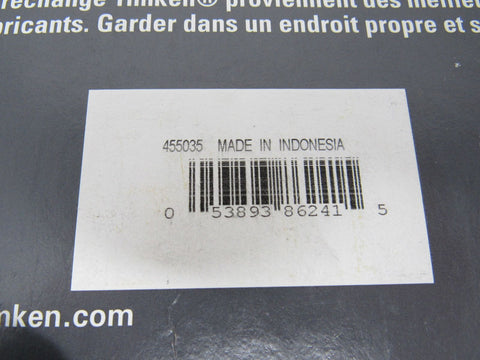 rechange Timken® proviennent des meilleu
bricants. Garder dans un endroit propre et s
455035 MADE IN INDONESIA
0 53893 86241 5
nken.com